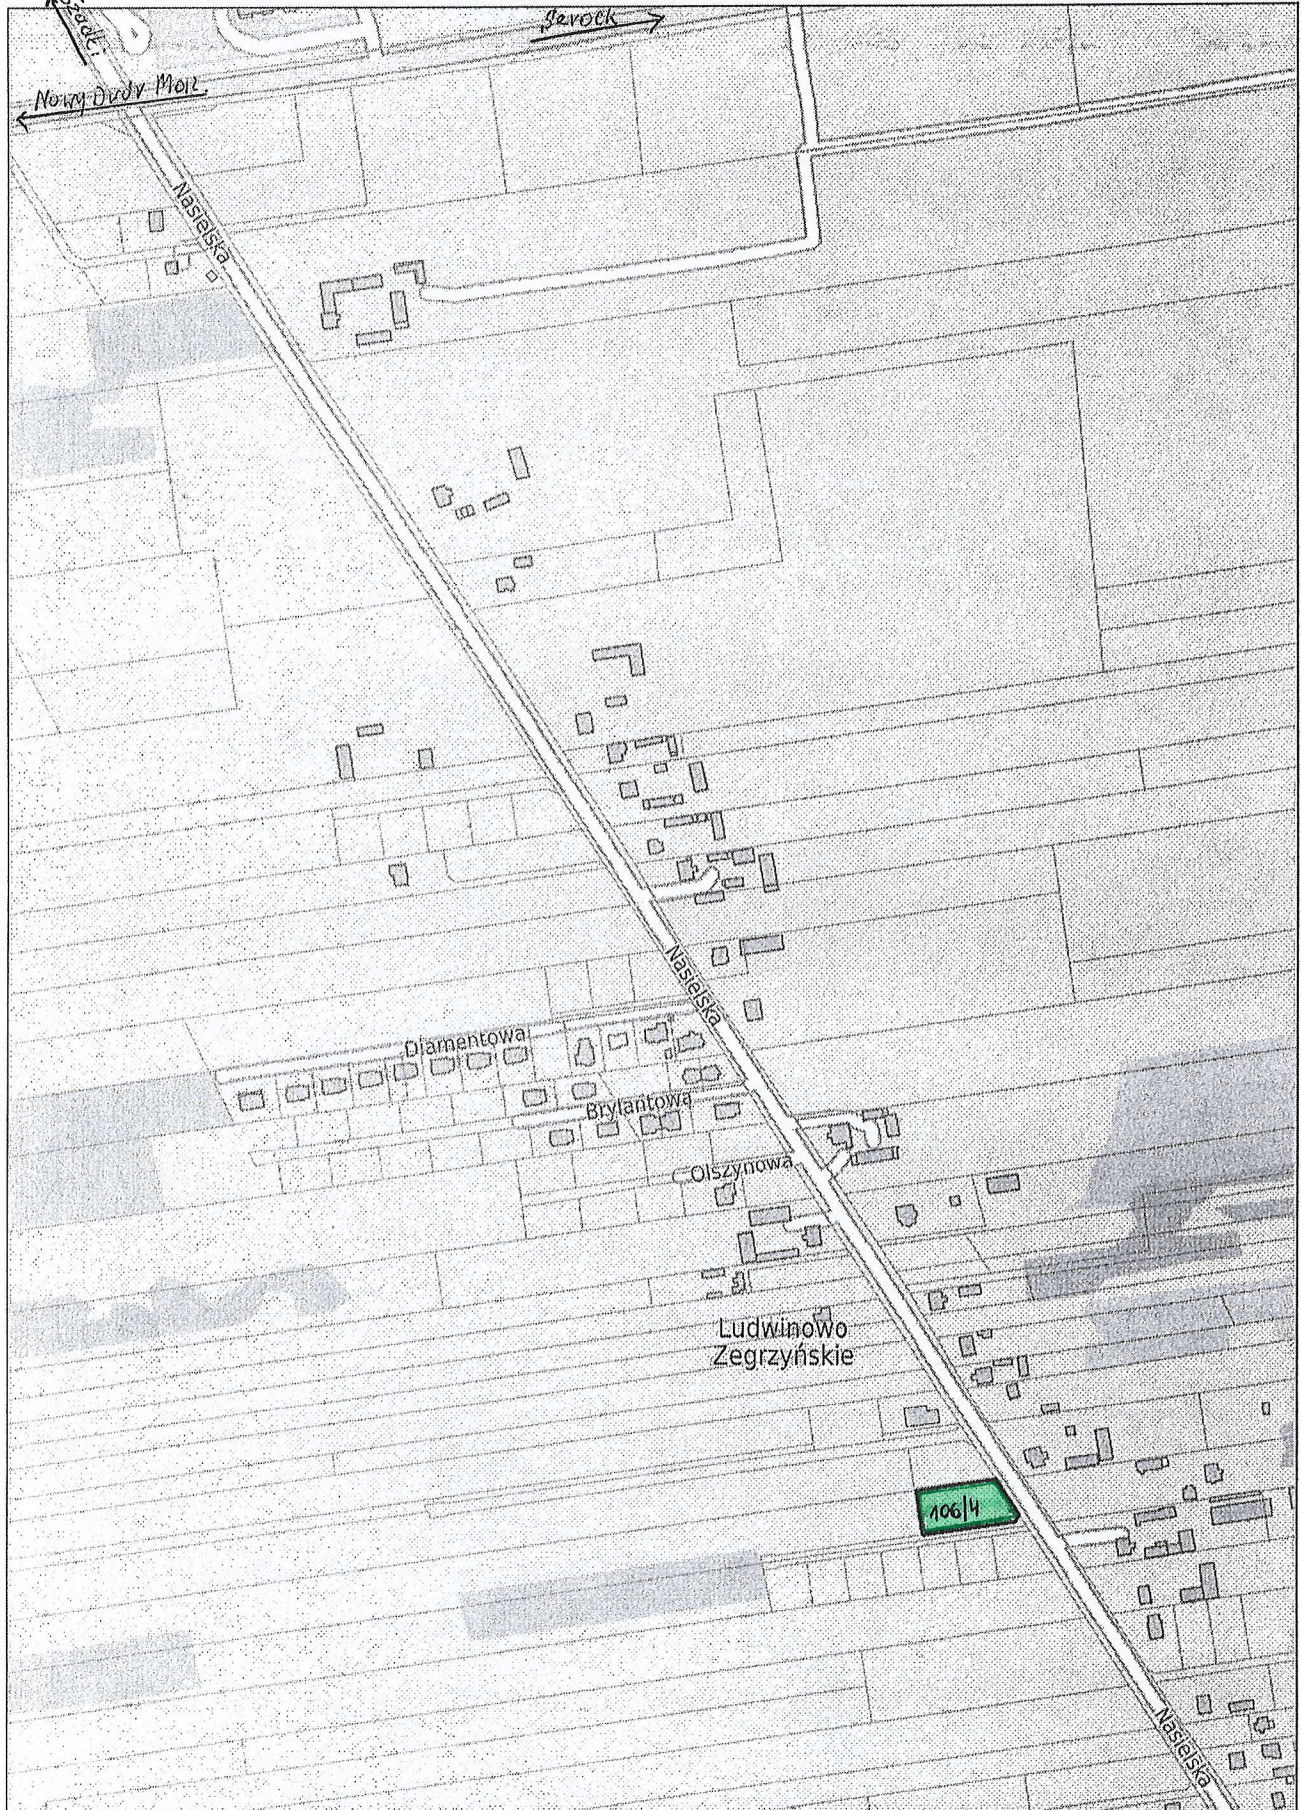 Serock
Nowy Dwór Maz.
Nasielska
Nasielska
Diamentowa
Brylantowa
Olszynowa
Ludwinowo
Zegrzyńskie
106/4
Nasielska